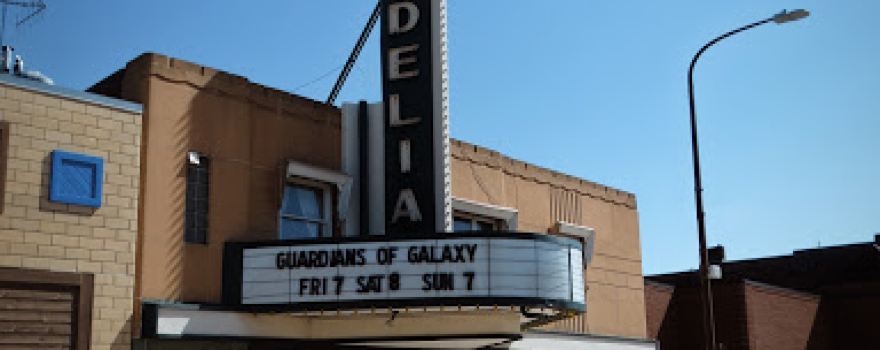 DELIA
GUARDIANS OF GALAXY
FRI 7 SAT 8 SUN 7